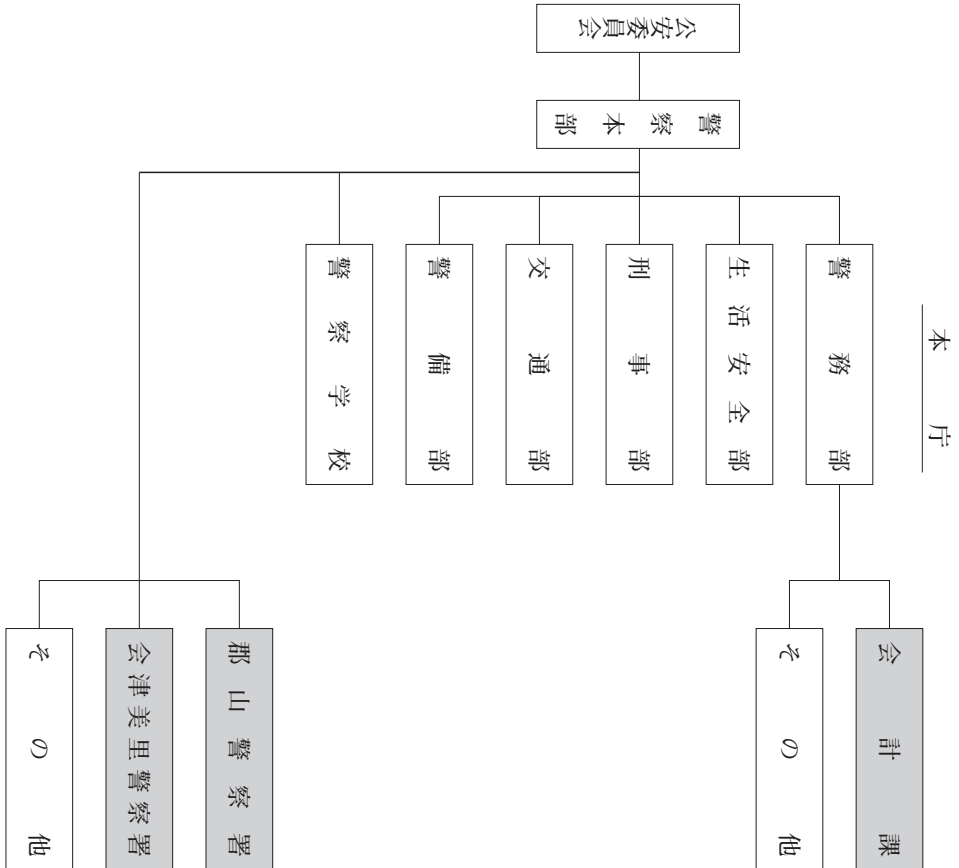 本庁
公安委員会
警察本部
警務部
生活安全部
刑事部
交通部
警備部
警察学校
会計課
その他
郡山警察署
会津美里警察署
その他